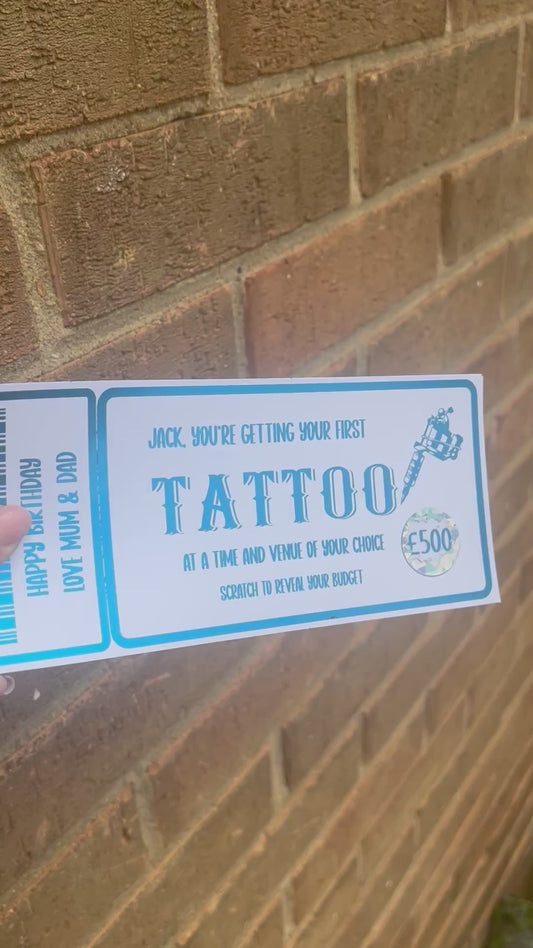 HAPPY BIRTHDAY
LOVE MUM & DAD
JACK, YOU'RE GETTING YOUR FIRST
TATTOO
AT A TIME AND VENUE OF YOUR CHOICE
£500
SCRATCH TO REVEAL YOUR BUDGET